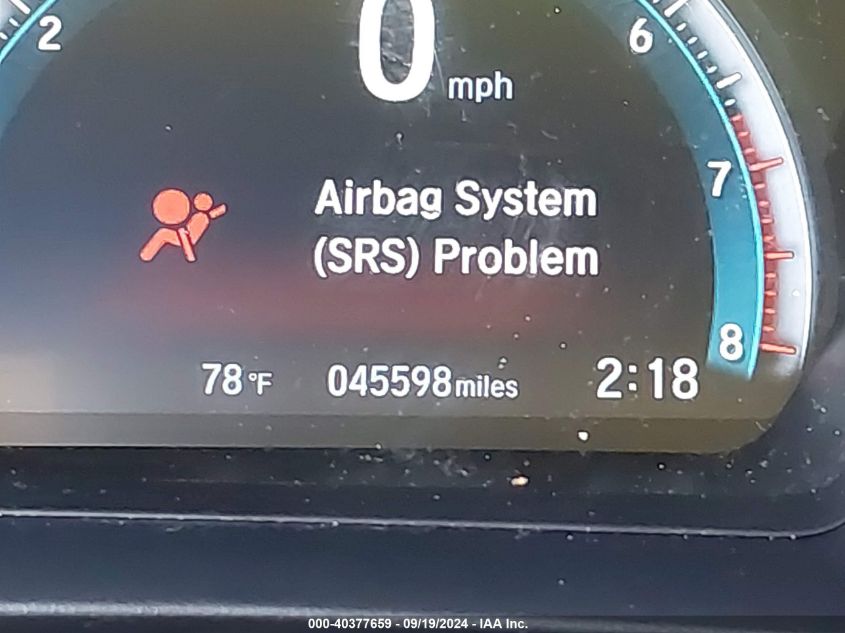 2
0 mph
6
7
8
Airbag System
(SRS) Problem
78 °F 045598 miles 2:18
000-40377659 - 09/19/2024 - IAA Inc.